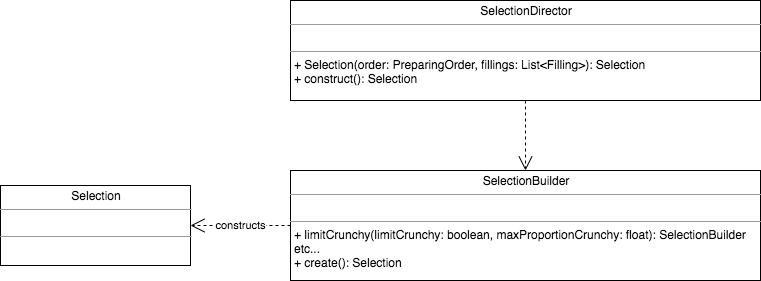 SelectionDirector
+ Selection(order: PreparingOrder, fillings: List<Filling>): Selection
+ construct(): Selection
SelectionBuilder
+ limitCrunchy(limitCrunchy: boolean, maxProportionCrunchy: float): SelectionBuilder
etc...
+ create(): Selection
Selection
constructs